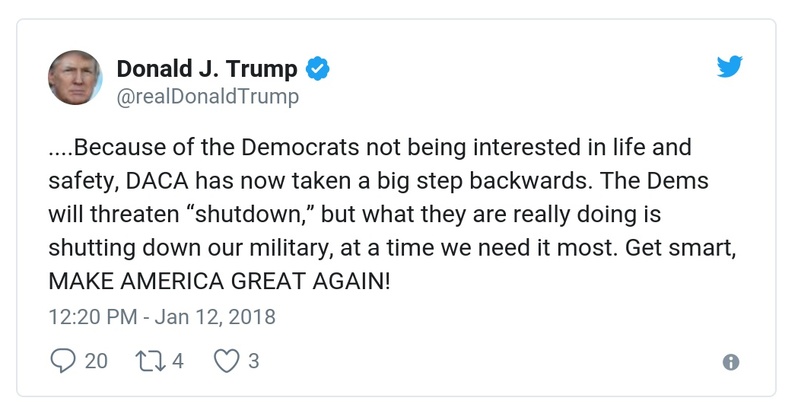 Donald J. Trump
@realDonaldTrump
....Because of the Democrats not being interested in life and
safety, DACA has now taken a big step backwards. The Dems
will threaten “shutdown,” but what they are really doing is
shutting down our military, at a time we need it most. Get smart,
MAKE AMERICA GREAT AGAIN!
12:20 PM - Jan 12, 2018
20 4 3